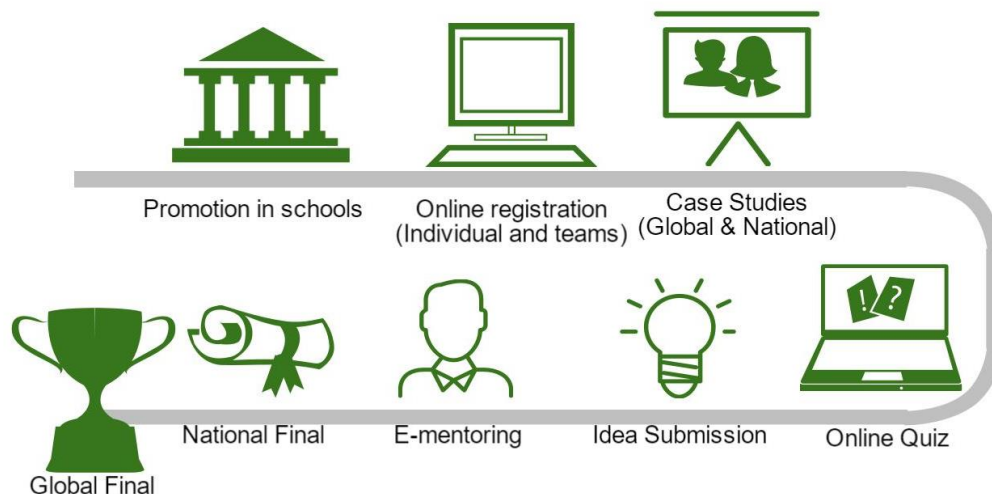 Promotion in schools
Online registration
(Individual and teams)
Case Studies
(Global & National)
! ?
Online Quiz
Idea Submission
E-mentoring
National Final
Global Final